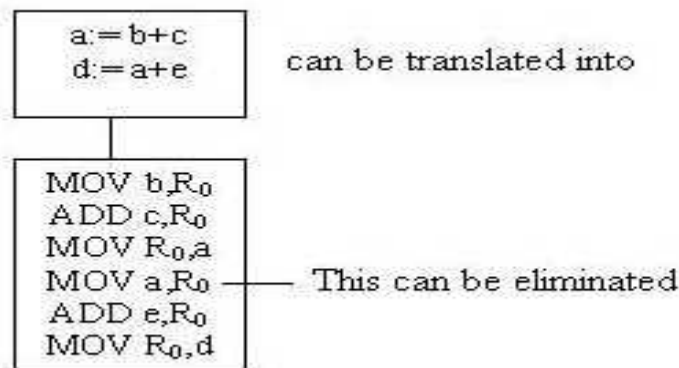 a:= b+c
d:= a+e
can be translated into
MOV b,R₀
ADD c,R₀
MOV R₀,a
MOV a,R₀
This can be eliminated
ADD e,R₀
MOV R₀,d